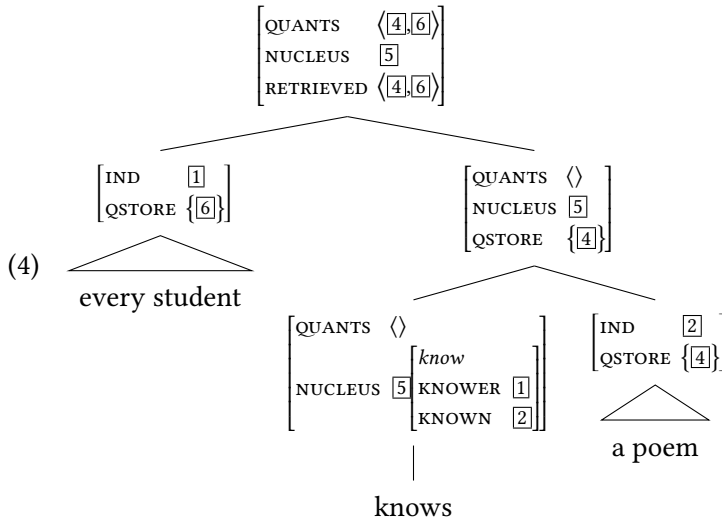 QUANTS ⟨4,6⟩
NUCLEUS 5
RETRIEVED ⟨4,6⟩
IND 1
QSTORE {6}
QUANTS ⟨⟩
NUCLEUS 5
QSTORE {4}
(4)
every student
QUANTS ⟨⟩
NUCLEUS 5
know
KNOWER 1
KNOWN 2
IND 2
QSTORE {4}
a poem
knows